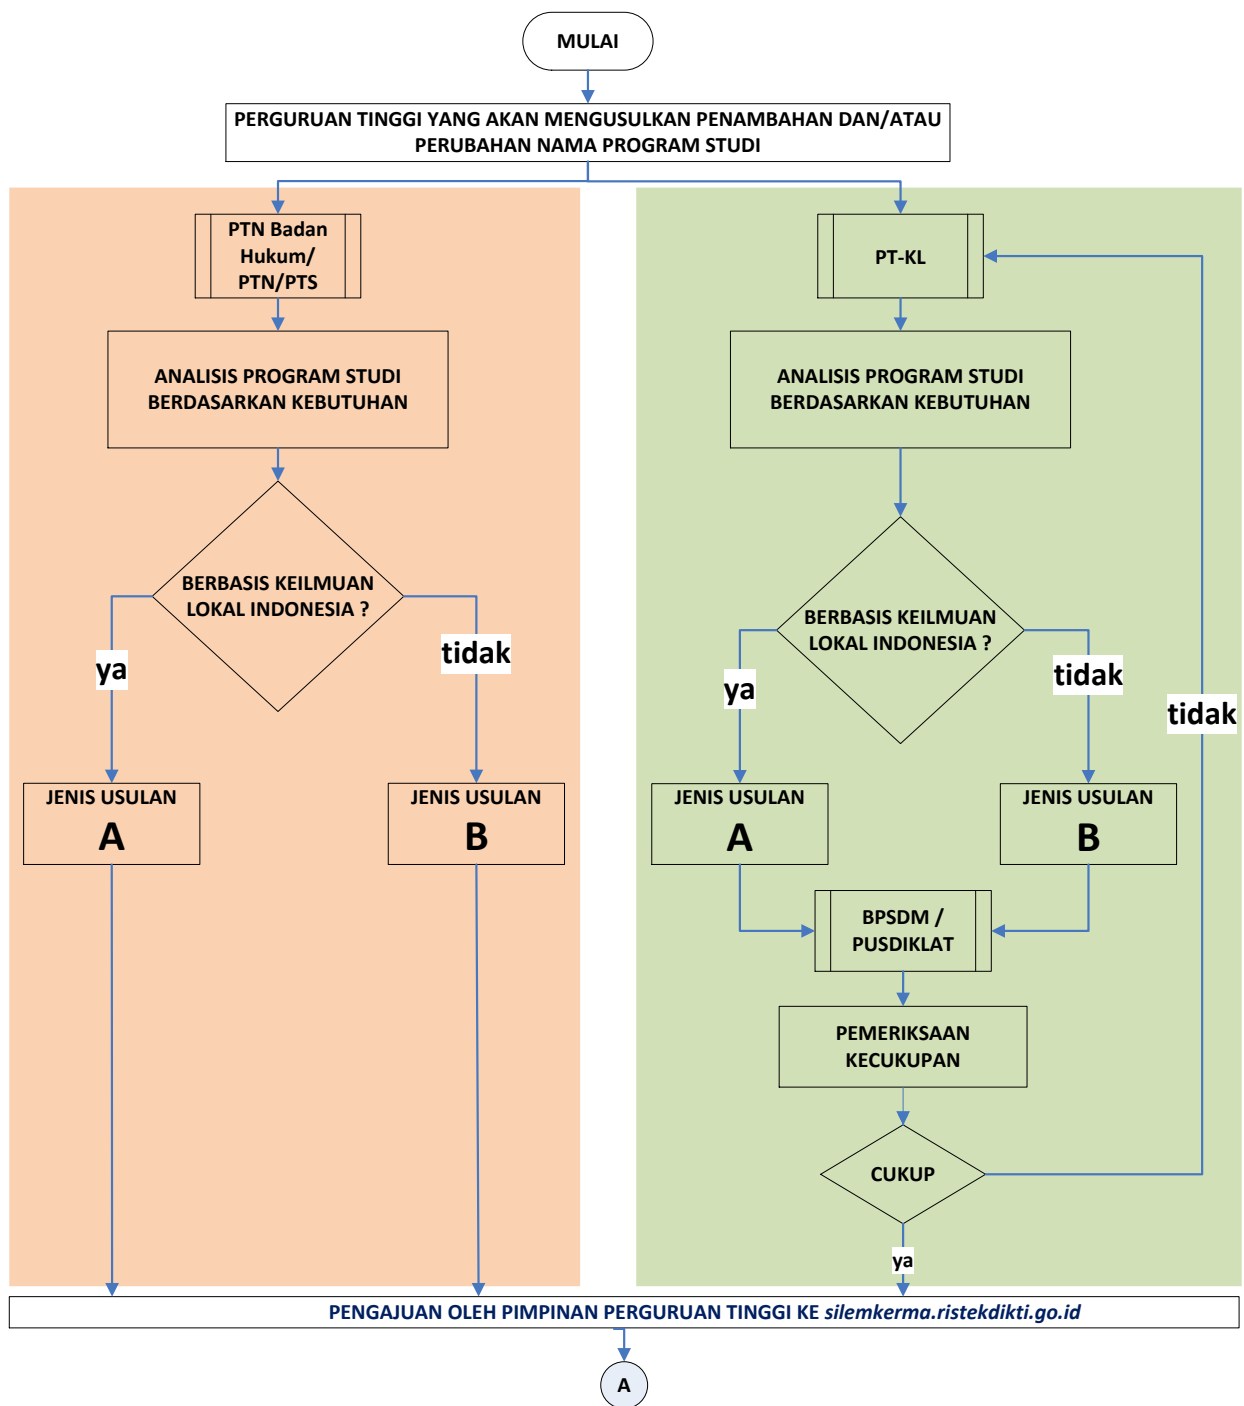 MULAI
PERGURUAN TINGGI YANG AKAN MENGUSULKAN PENAMBAHAN DAN/ATAU
PERUBAHAN NAMA PROGRAM STUDI
PTN Badan
Hukum/
PTN/PTS
ANALISIS PROGRAM STUDI
BERDASARKAN KEBUTUHAN
BERBASIS KEILMUAN
LOKAL INDONESIA ?
ya
tidak
JENIS USULAN
A
JENIS USULAN
B
PT-KL
ANALISIS PROGRAM STUDI
BERDASARKAN KEBUTUHAN
BERBASIS KEILMUAN
LOKAL INDONESIA ?
ya
tidak
tidak
JENIS USULAN
A
JENIS USULAN
B
BPSDM /
PUSDIKLAT
PEMERIKSAAN
KECUKUPAN
CUKUP
ya
PENGAJUAN OLEH PIMPINAN PERGURUAN TINGGI KE silemkerma.ristekdikti.go.id
A